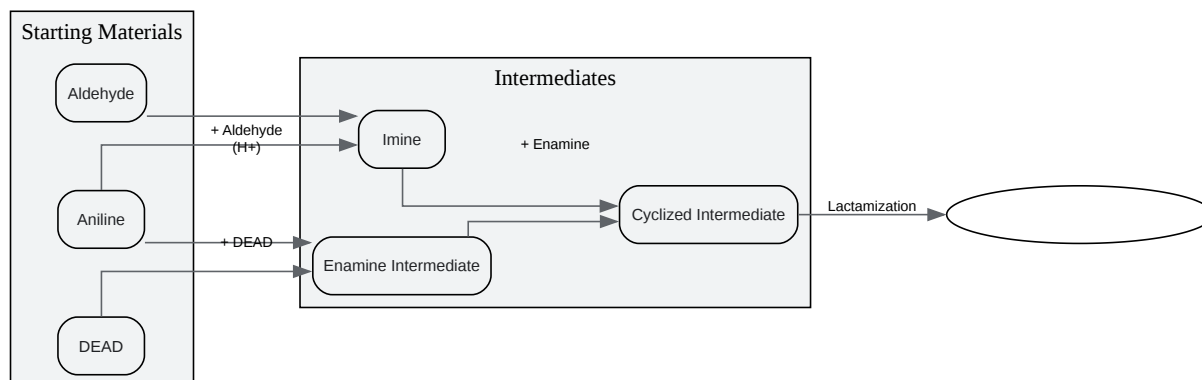 Starting Materials
Aldehyde
Intermediates
+ Aldehyde
(H+)
Imine
+ Enamine
Aniline
+ DEAD
Cyclized Intermediate
Lactamization
Enamine Intermediate
DEAD